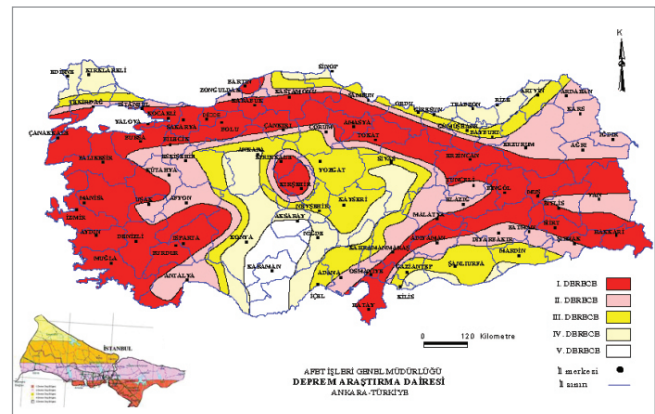 K
SİNOP
BARTIN
EDİRNE
KIRKLARELİ
ZONGULDAK
KASTAMONU
SAMSUN
ARTVİN
ARDAHAN
TEKİRDAĞ
İSTANBUL
KARABÜK
ORDU
GİRESUN
TRABZON
RİZE
KARS
KOCAELİ
DÜZCE
YALOVA
SAKARYA
BOLU
ÇANKIRI
ÇORUM
AMASYA
GÜMÜŞHANE
BAYBURT
IĞDIR
ÇANAKKALE
BURSA
BİLECİK
TOKAT
ERZURUM
AĞRI
ANKARA
KIRIKKALE
SİVAS
ERZİNCAN
BALIKESİR
ESKİŞEHİR
YOZGAT
KÜTAHYA
KIRŞEHİR
TUNCELİ
BİNGÖL
MUŞ
MANİSA
UŞAK
AFYON
KAYSERİ
ELAZIĞ
BİTLİS
VAN
NEVŞEHİR
İZMİR
AKSARAY
MALATYA
BATMAN
SİİRT
HAKKARİ
AYDIN
DENİZLİ
ISPARTA
KONYA
NİĞDE
KAHRAMANMARAŞ
ADIYAMAN
DİYARBAKIR
ŞIRNAK
BURDUR
MARDİN
MUĞLA
KARAMAN
ADANA
OSMANİYE
GAZİANTEP
ŞANLIURFA
ANTALYA
İÇEL
KİLİS
HATAY
I. DERECE
II. DERECE
III. DERECE
IV. DERECE
V. DERECE
0 120 Kilometre
İl merkezi
İl sınırı
İSTANBUL
AFET İŞLERİ GENEL MÜDÜRLÜĞÜ
DEPREM ARAŞTIRMA DAİRESİ
ANKARA-TÜRKİYE